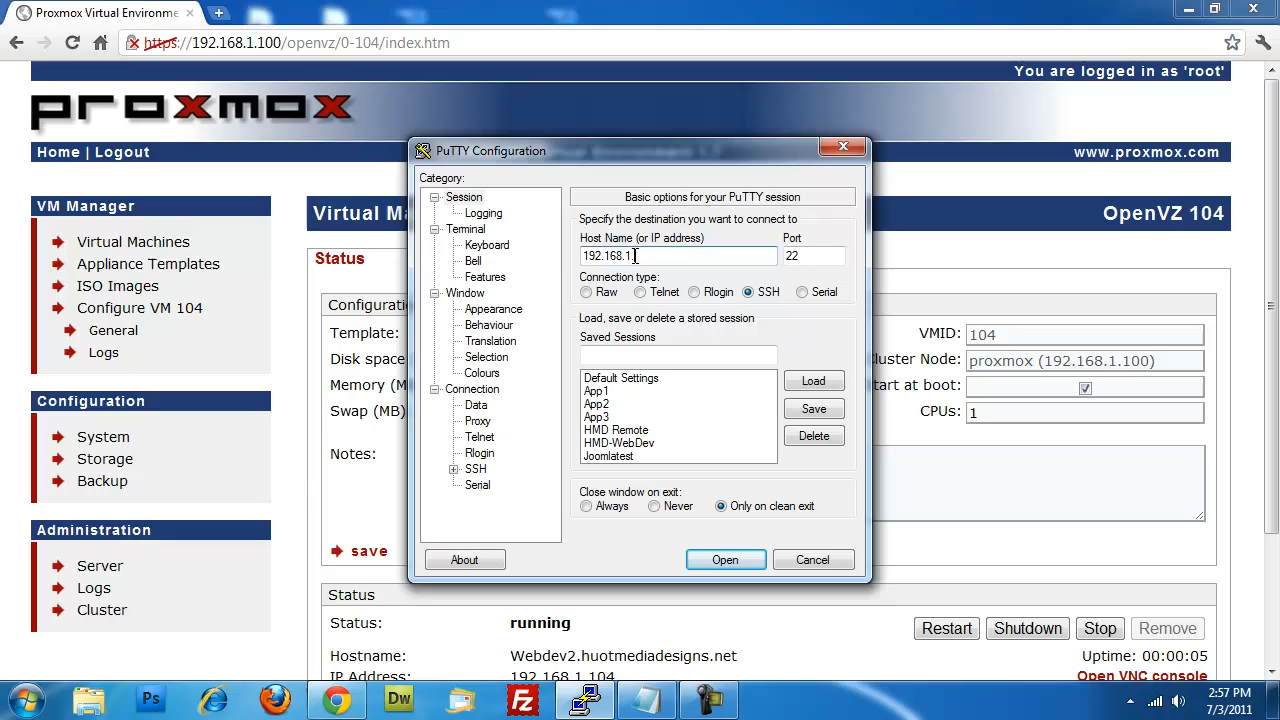 Proxmox Virtual Environme
https://192.168.1.100/openvz/0-104/index.htm
You are logged in as 'root'
proxmox
Home | Logout
www.proxmox.com
VM Manager
Virtual Machines
Appliance Templates
ISO Images
Configure VM 104
General
Logs
Configuration
System
Storage
Backup
Administration
Server
Logs
Cluster
Virtual Ma
OpenVZ 104
Status
Configuratio
Template:
Disk space
Memory (M
Swap (MB)
Notes:
save
VMID: 104
Cluster Node: proxmox (192.168.1.100)
tart at boot:
CPUs: 1
PuTTY Configuration
Category:
Session
Logging
Terminal
Keyboard
Bell
Features
Window
Appearance
Behaviour
Translation
Selection
Colours
Connection
Data
Proxy
Telnet
Rlogin
SSH
Serial
Basic options for your PuTTY session
Specify the destination you want to connect to
Host Name (or IP address) Port
192.168.1 22
Connection type:
Raw Telnet Rlogin SSH Serial
Load, save or delete a stored session
Saved Sessions
Default Settings
App1
App2
App3
HMD Remote
HMD-WebDev
Joomlatest
Load
Save
Delete
Close window on exit:
Always Never Only on clean exit
About Open Cancel
Status
Status: running
Restart Shutdown Stop Remove
Hostname: Webdev2.huotmediadesigns.net
Uptime: 00:00:05
IP Address: 192.168.1.104
Open VNC console
Ps
Dw
Fz
2:57 PM
7/3/2011